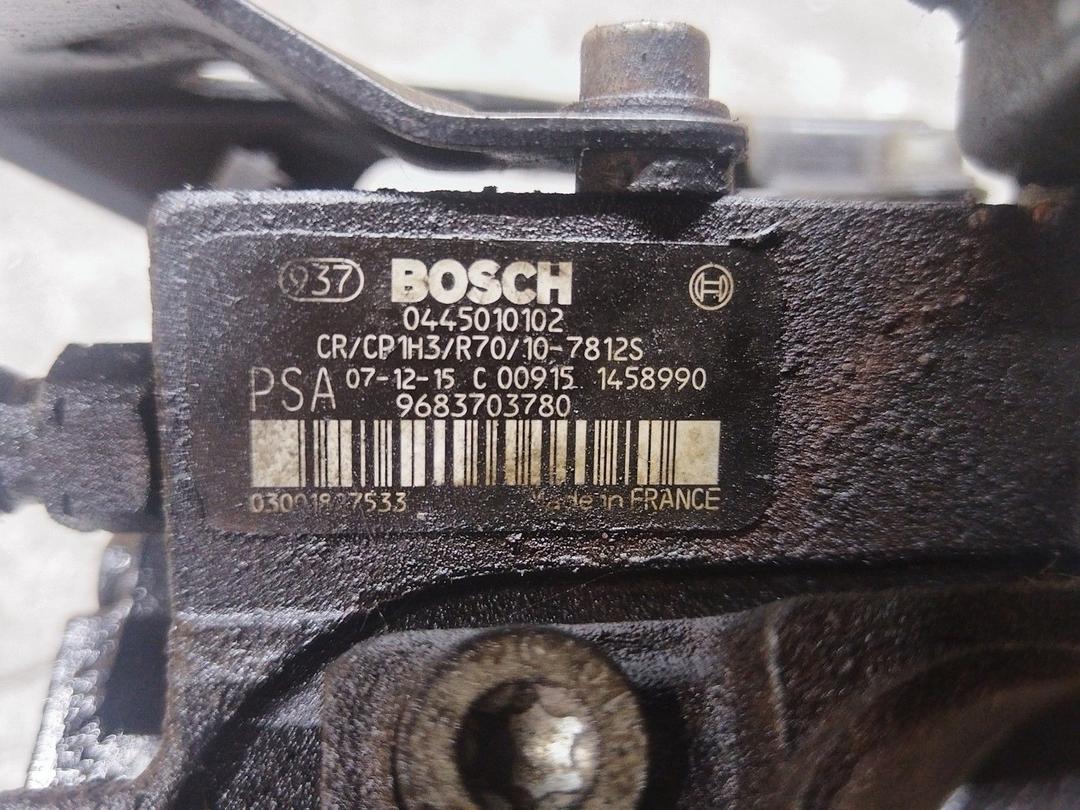 937 BOSCH
0445010102
CR/CP1H3/R70/10-7812S
PSA 07-12-15 C 00915 1458990
9683703780
Made in FRANCE